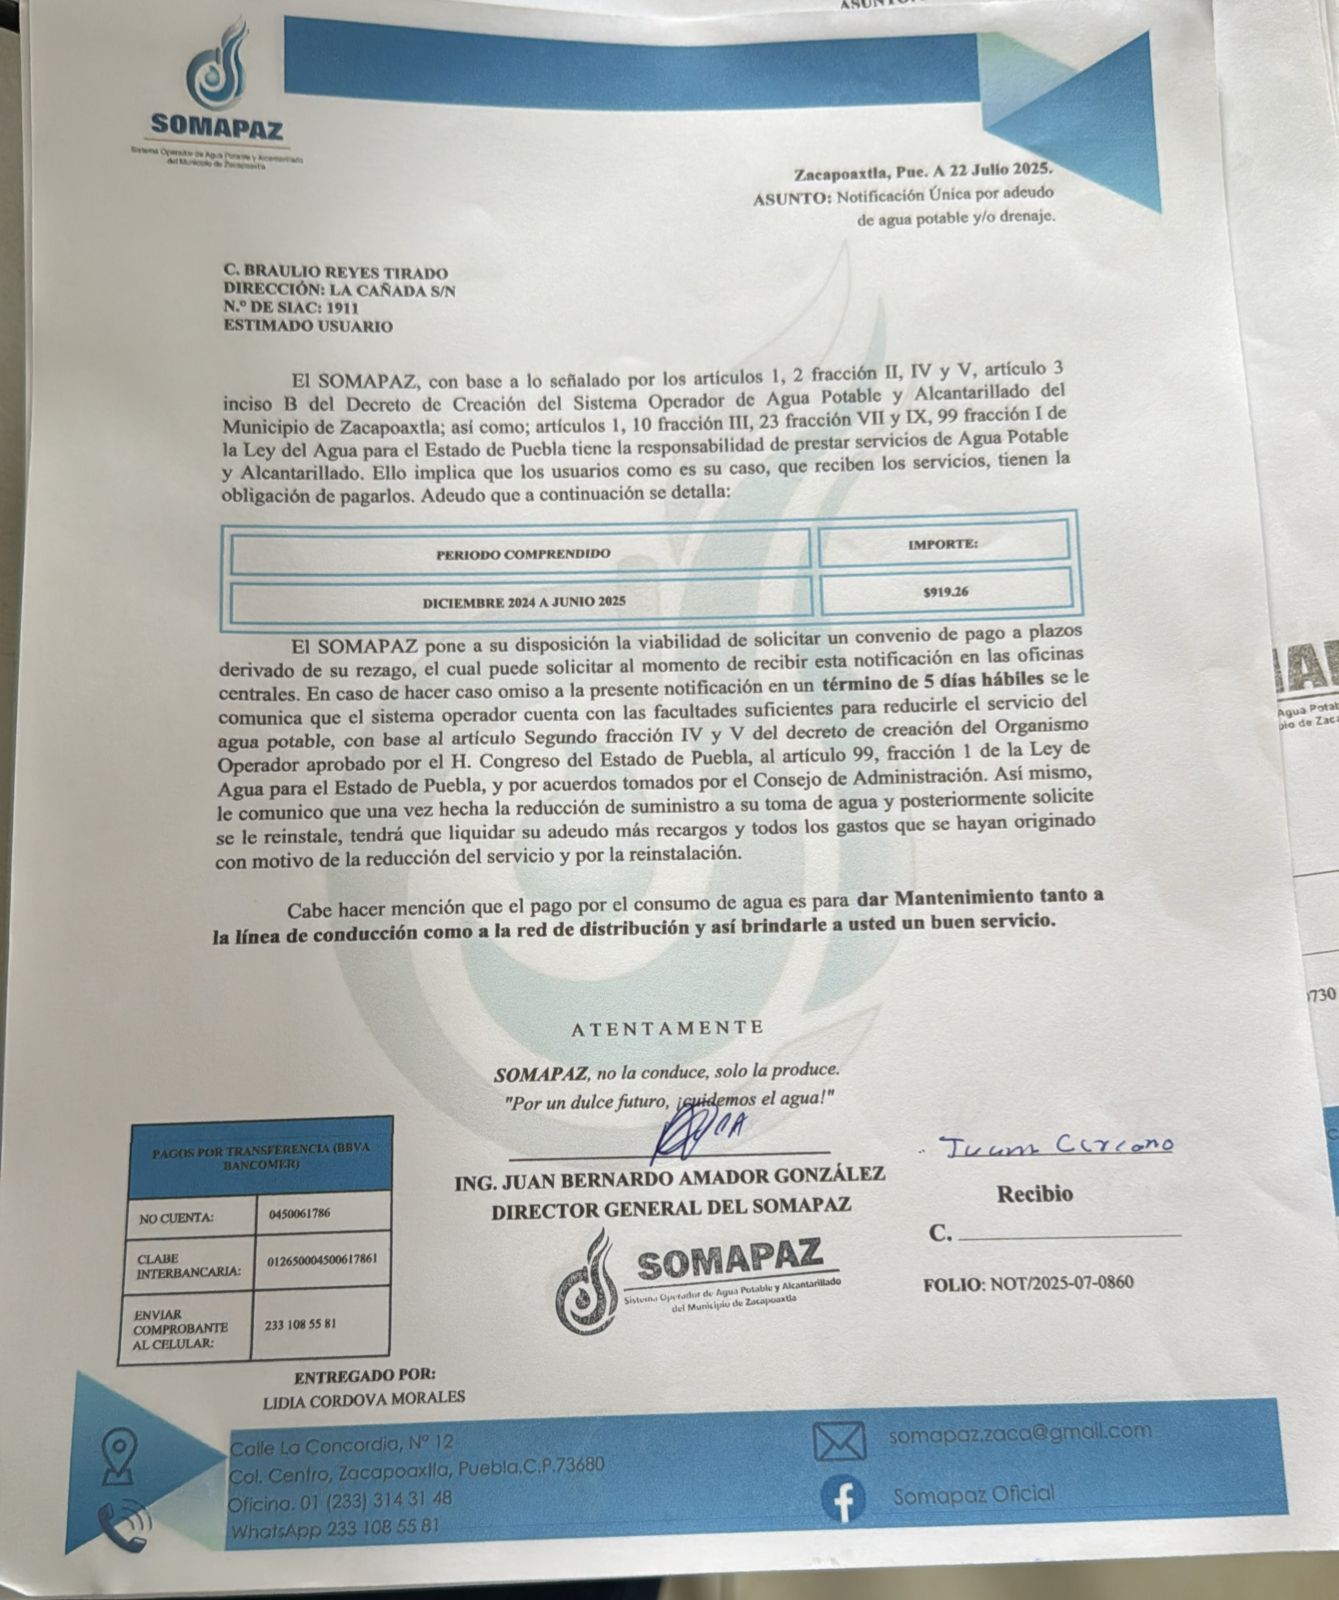 ASUNTO:
SOMAPAZ
Sistema Operador de Agua Potable y Alcantarillado
del Municipio de Zacapoaxtla
Zacapoaxtla, Pue. A 22 Julio 2025.
ASUNTO: Notificación Única por adeudo
de agua potable y/o drenaje.
C. BRAULIO REYES TIRADO
DIRECCIÓN: LA CAÑADA S/N
N.º DE SIAC: 1911
ESTIMADO USUARIO
El SOMAPAZ, con base a lo señalado por los artículos 1, 2 fracción II, IV y V, artículo 3
inciso B del Decreto de Creación del Sistema Operador de Agua Potable y Alcantarillado del
Municipio de Zacapoaxtla; así como; artículos 1, 10 fracción III, 23 fracción VII y IX, 99 fracción I de
la Ley del Agua para el Estado de Puebla tiene la responsabilidad de prestar servicios de Agua Potable
y Alcantarillado. Ello implica que los usuarios como es su caso, que reciben los servicios, tienen la
obligación de pagarlos. Adeudo que a continuación se detalla:
PERIODO COMPRENDIDO
IMPORTE:
DICIEMBRE 2024 A JUNIO 2025
$919.26
El SOMAPAZ pone a su disposición la viabilidad de solicitar un convenio de pago a plazos
derivado de su rezago, el cual puede solicitar al momento de recibir esta notificación en las oficinas
centrales. En caso de hacer caso omiso a la presente notificación en un término de 5 días hábiles se le
comunica que el sistema operador cuenta con las facultades suficientes para reducirle el servicio del
agua potable, con base al artículo Segundo fracción IV y V del decreto de creación del Organismo
Operador aprobado por el H. Congreso del Estado de Puebla, al artículo 99, fracción 1 de la Ley de
Agua para el Estado de Puebla, y por acuerdos tomados por el Consejo de Administración. Así mismo,
le comunico que una vez hecha la reducción de suministro a su toma de agua y posteriormente solicite
se le reinstale, tendrá que liquidar su adeudo más recargos y todos los gastos que se hayan originado
con motivo de la reducción del servicio y por la reinstalación.
Cabe hacer mención que el pago por el consumo de agua es para dar Mantenimiento tanto a
la línea de conducción como a la red de distribución y así brindarle a usted un buen servicio.
ATENTAMENTE
SOMAPAZ, no la conduce, solo la produce.
"Por un dulce futuro, ¡cuidemos el agua!"
ING. JUAN BERNARDO AMADOR GONZÁLEZ
DIRECTOR GENERAL DEL SOMAPAZ
SOMAPAZ
Sistema Operador de Agua Potable y Alcantarillado
del Municipio de Zacapoaxtla
Juan
Recibio
C.
FOLIO: NOT/2025-07-0860
PAGOS POR TRANSFERENCIA (BBVA
BANCOMER)
NO CUENTA:
0450061786
CLABE
INTERBANCARIA:
012650004500617861
ENVIAR
COMPROBANTE
AL CELULAR:
233 108 55 81
ENTREGADO POR:
LIDIA CORDOVA MORALES
Calle La Concordia, Nº 12
Col. Centro, Zacapoaxtla, Puebla.C.P.73680
Oficina. 01 (233) 314 31 48
WhatsApp 233 108 55 81
somapaz.zaca@gmail.com
Somapaz Oficial
Agua Potab
pio de Zaca
0730